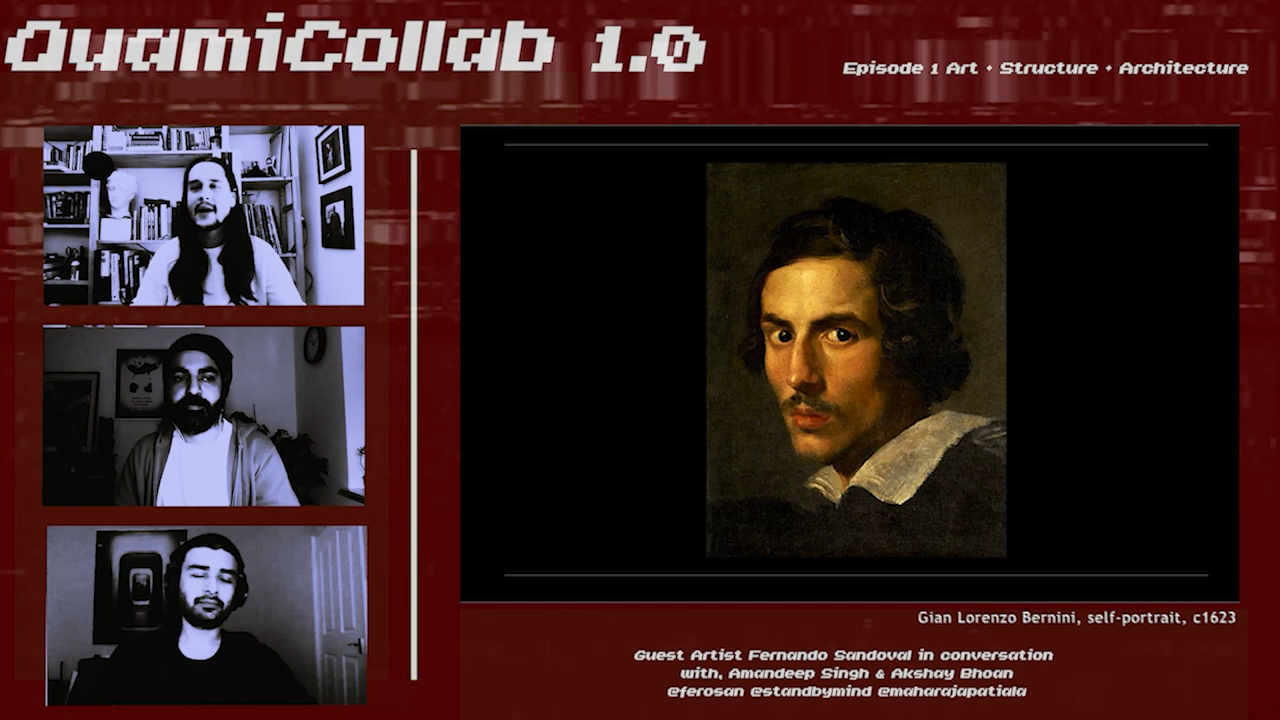 QuamiCollab 1.0
Episode 1 Art + Structure + Architecture
Gian Lorenzo Bernini, self-portrait, c1623
Guest Artist Fernando Sandoval in conversation
with, Amandeep Singh & Akshay Bhoan
@ferosan @standbymind @maharajapatiala